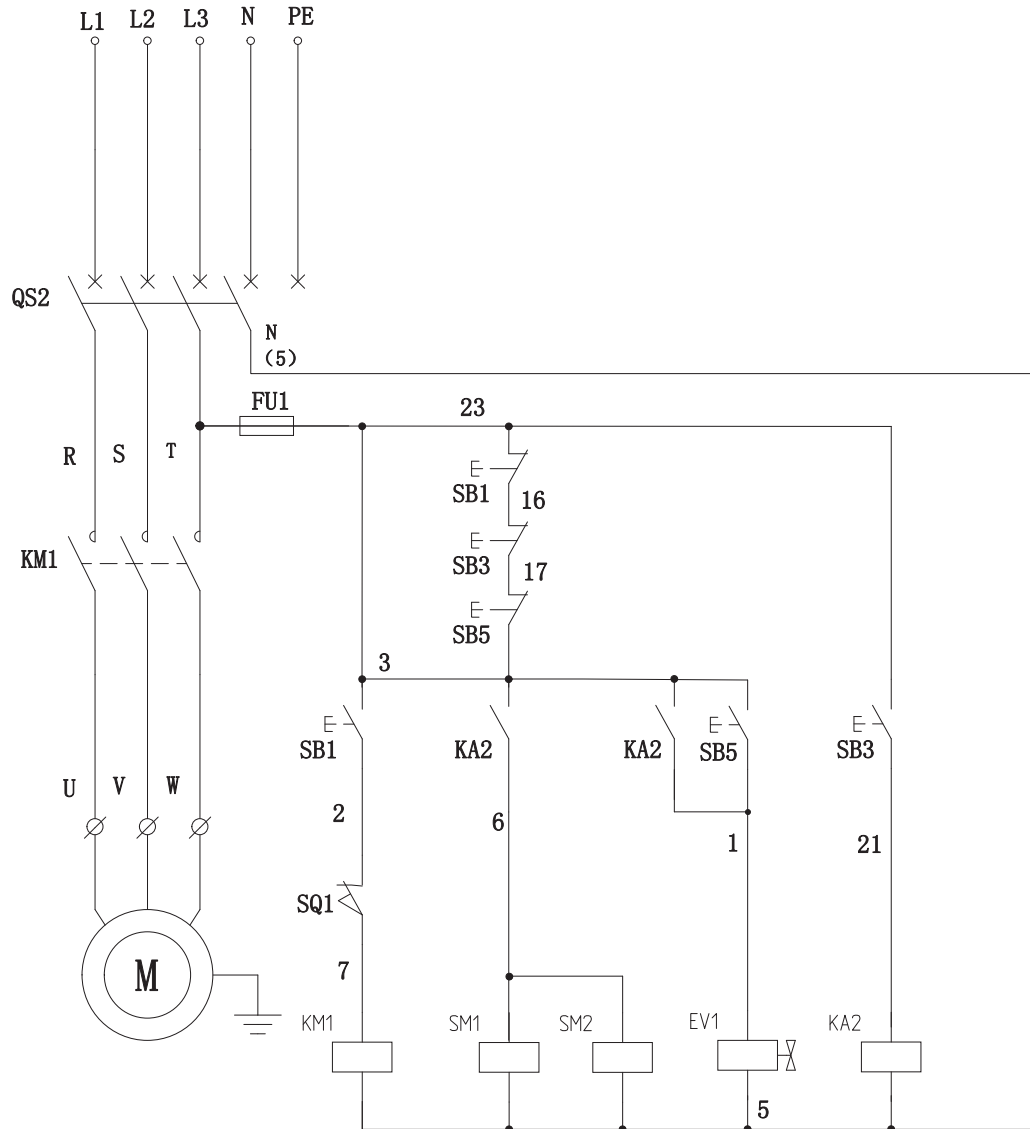 L1 L2 L3 N PE
QS2
N
(5)
FU1
23
R S T
SB1
16
KM1
SB3
17
SB5
3
SB1 KA2 KA2 SB5 SB3
U V W
2 6 1 21
SQ1
M
7
KM1 SM1 SM2 EV1 KA2
5